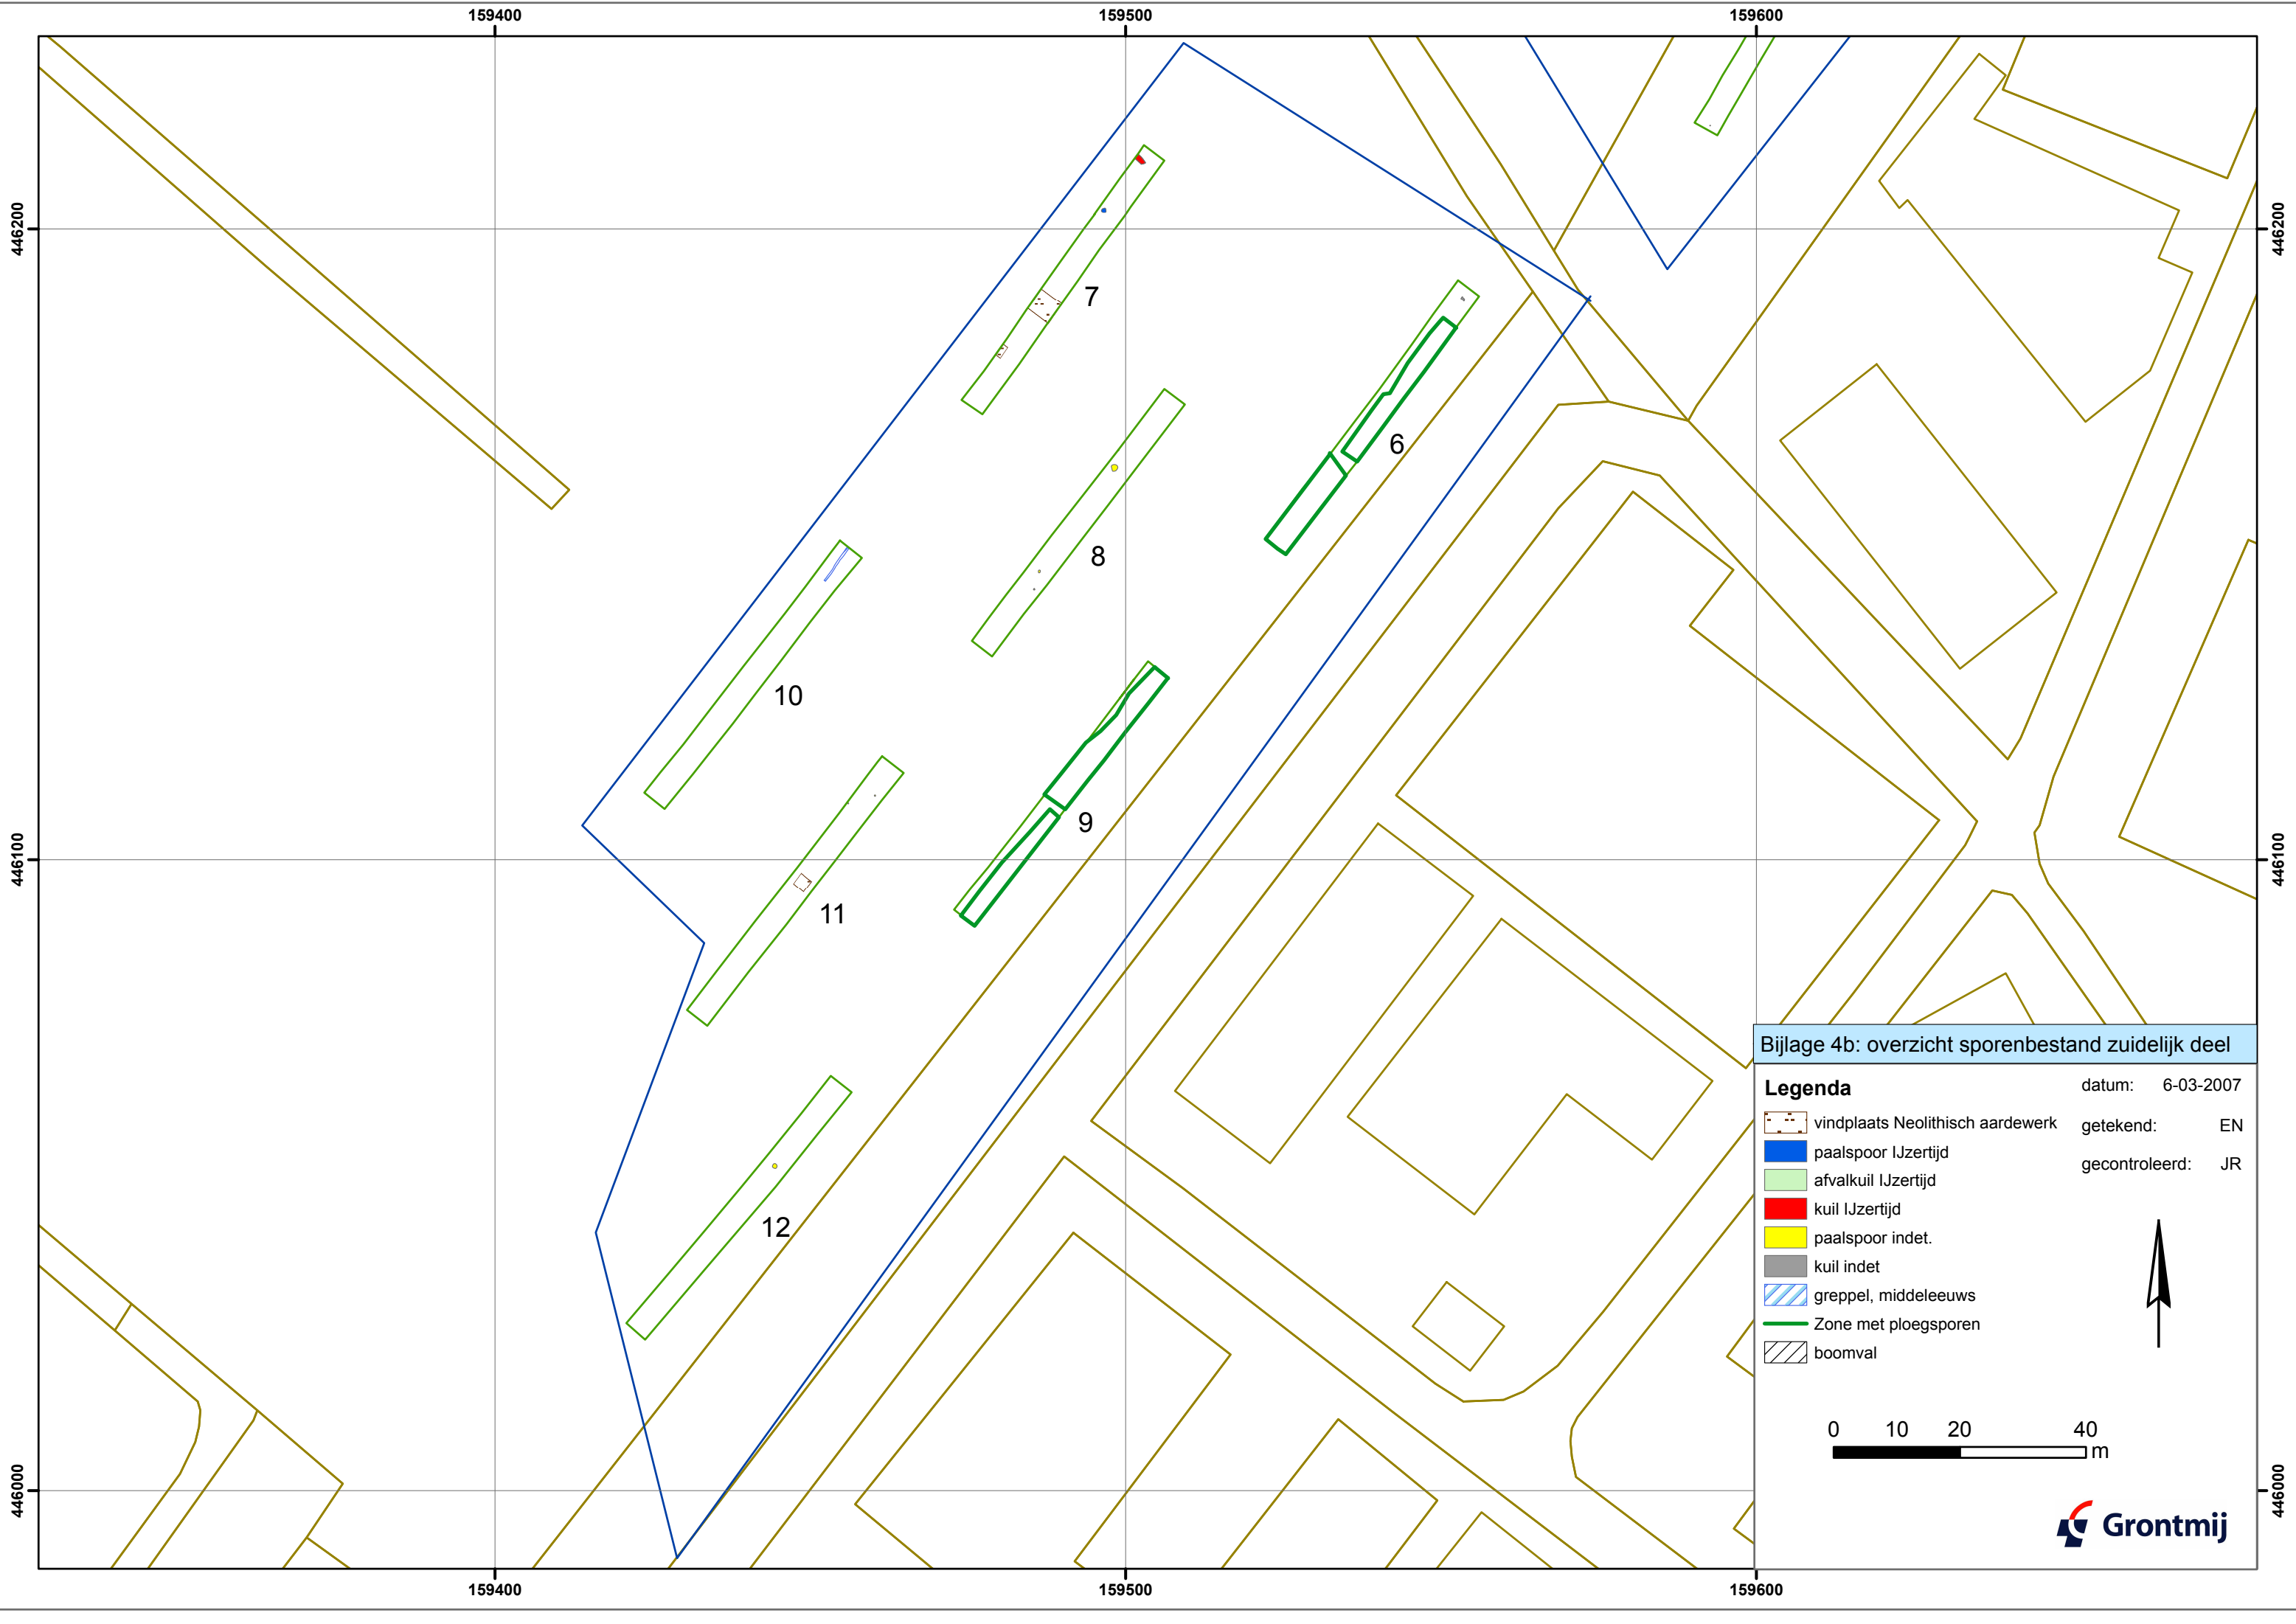 159400
159500
159600
446200
446200
7
6
8
10
9
446100
446100
11
12
Bijlage 4b: overzicht sporenbestand zuidelijk deel
Legenda
datum: 6-03-2007
vindplaats Neolithisch aardewerk
getekend: EN
paalspoor IJzertijd
gecontroleerd: JR
afvalkuil IJzertijd
kuil IJzertijd
paalspoor indet.
kuil indet
greppel, middeleeuws
Zone met ploegsporen
boomval
0 10 20 40
m
446000
446000
Grontmij
159400
159500
159600